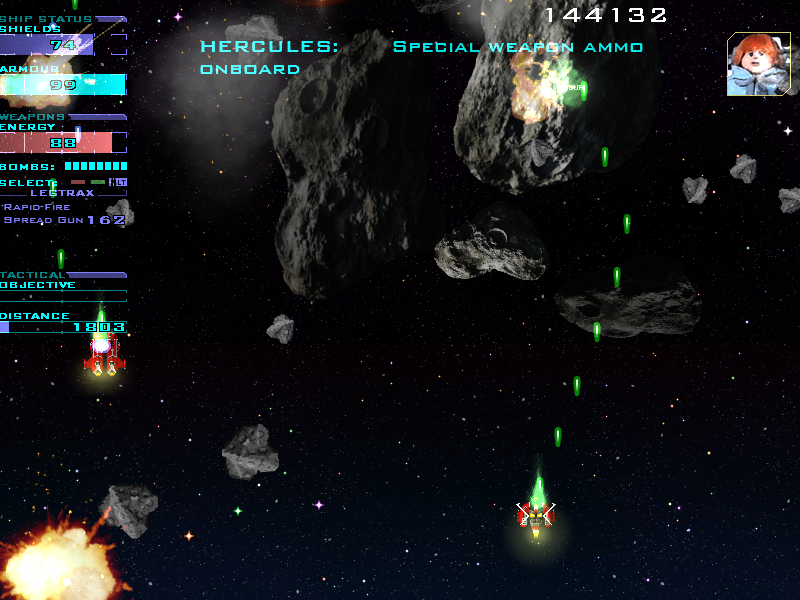 144132
SHIP STATUS
SHIELDS
74
HERCULES: SPECIAL WEAPON AMMO
ONBOARD
ARMOUR
99
WEAPONS
ENERGY
88
BOMBS:
SELECT:
LEGTRAX
RAPID-FIRE
SPREAD GUN 162
TACTICAL
OBJECTIVE
DISTANCE
1803